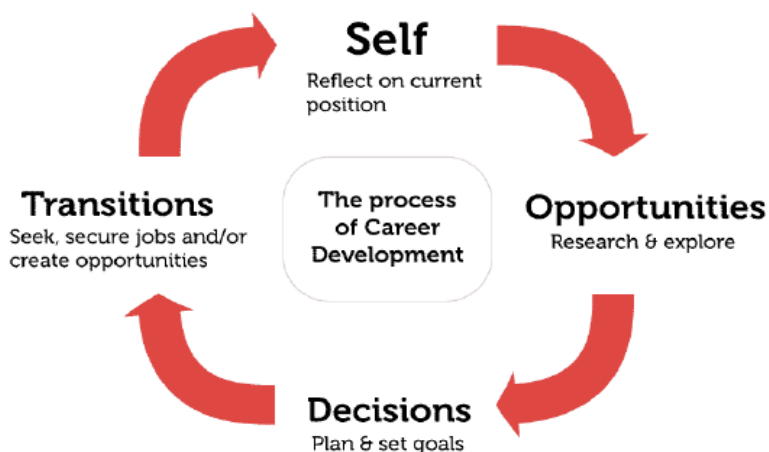 Self
Reflect on current
position
Opportunities
Research & explore
Decisions
Plan & set goals
Transitions
Seek, secure jobs and/or
create opportunities
The process
of Career
Development